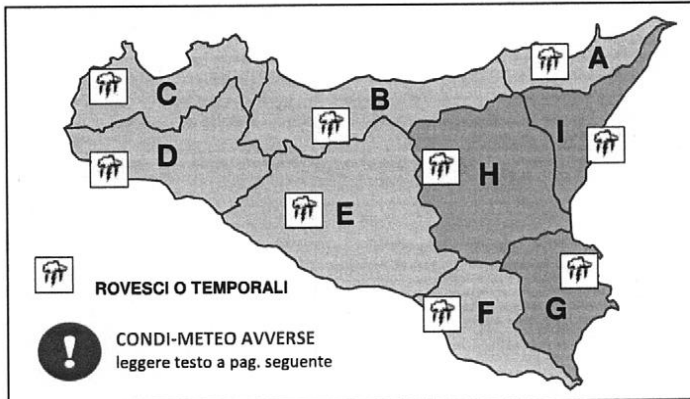 A
C
B
I
D
H
E
ROVESCI O TEMPORALI
F
G
!
CONDI-METEO AVVERSE
leggere testo a pag. seguente